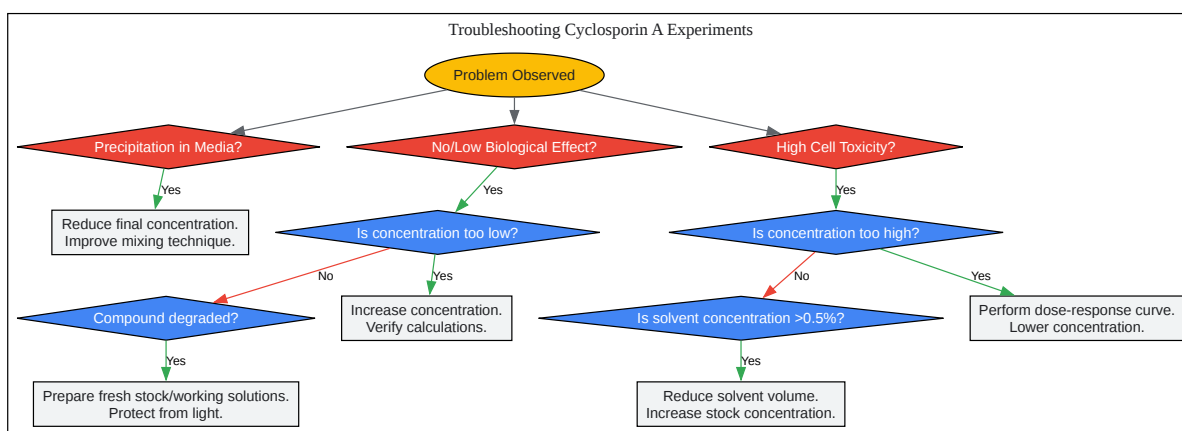 Troubleshooting Cyclosporin A Experiments
Problem Observed
Precipitation in Media?
No/Low Biological Effect?
High Cell Toxicity?
Yes
Yes
Yes
Reduce final concentration.
Improve mixing technique.
Is concentration too low?
Is concentration too high?
No
Yes
No
Yes
Compound degraded?
Increase concentration.
Verify calculations.
Is solvent concentration >0.5%?
Perform dose-response curve.
Lower concentration.
Yes
Yes
Prepare fresh stock/working solutions.
Protect from light.
Reduce solvent volume.
Increase stock concentration.